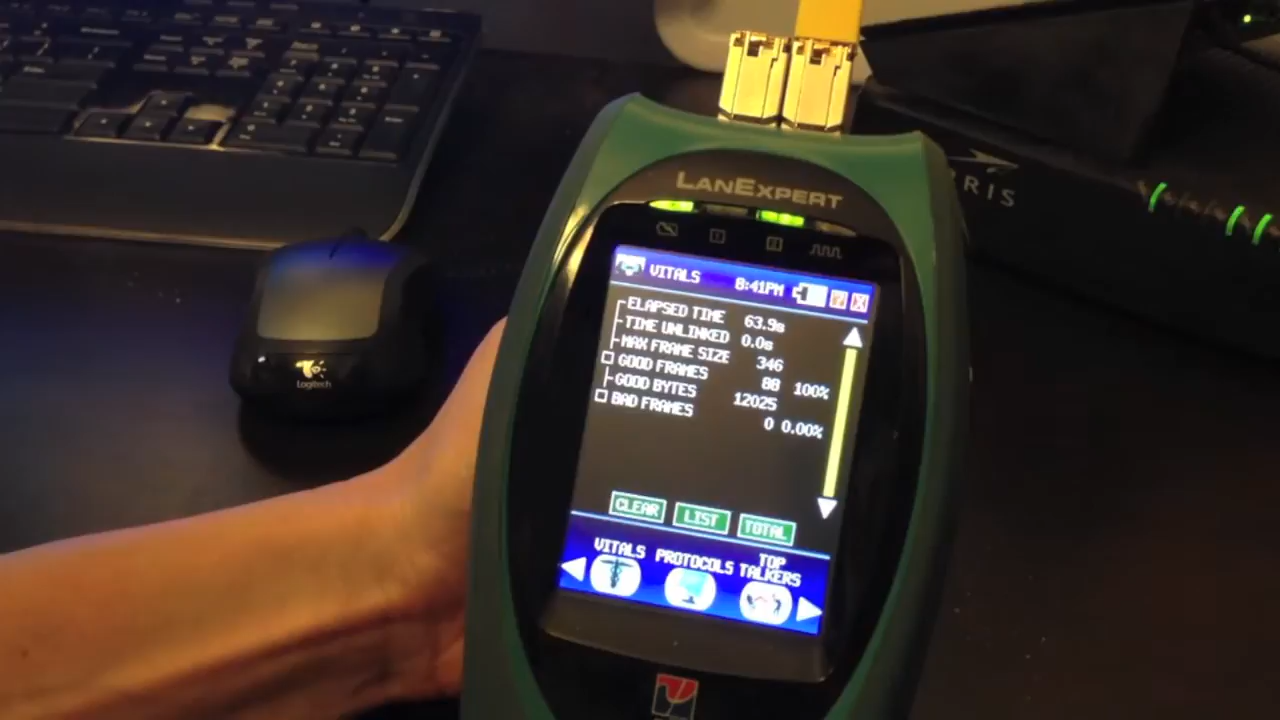 LANEXPERT
RRIS
Logitech
VITALS 8:41PM
ELAPSED TIME 63.9s
TIME UNLINKED 0.0s
MAX FRAME SIZE 346
GOOD FRAMES 88 100%
GOOD BYTES 12025
BAD FRAMES 0 0.00%
CLEAR LIST TOTAL
VITALS PROTOCOLS TOP TALKERS